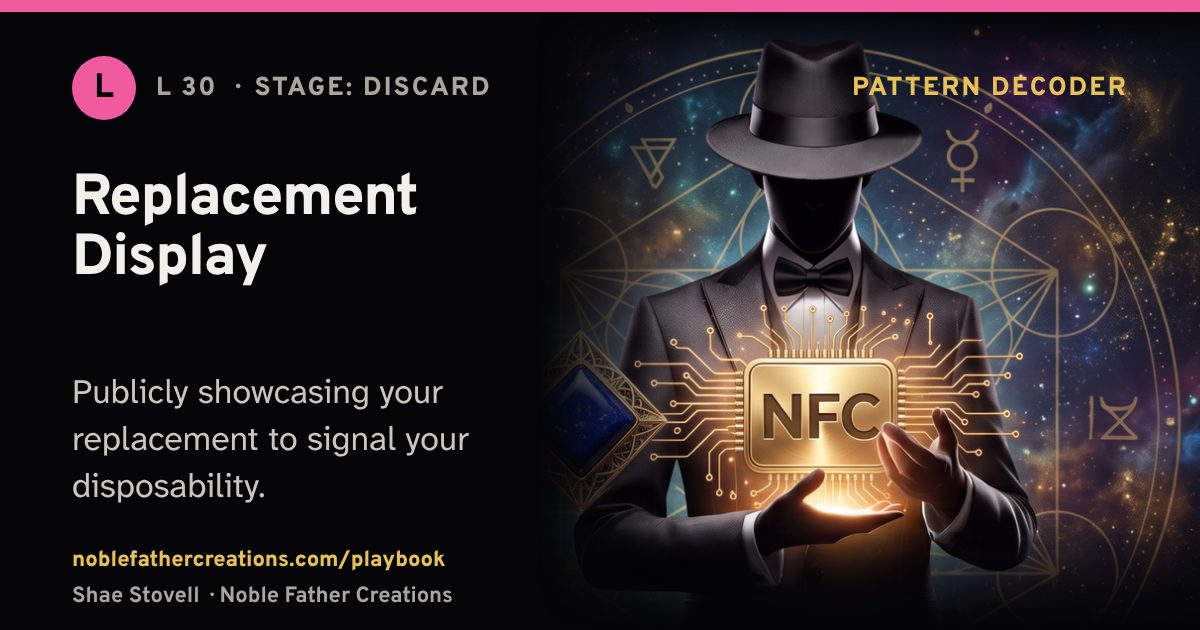 L
L 30 · STAGE: DISCARD
PATTERN DECODER
Replacement
Display
Publicly showcasing your
replacement to signal your
disposability.
NFC
noblefathercreations.com/playbook
Shae Stovell · Noble Father Creations